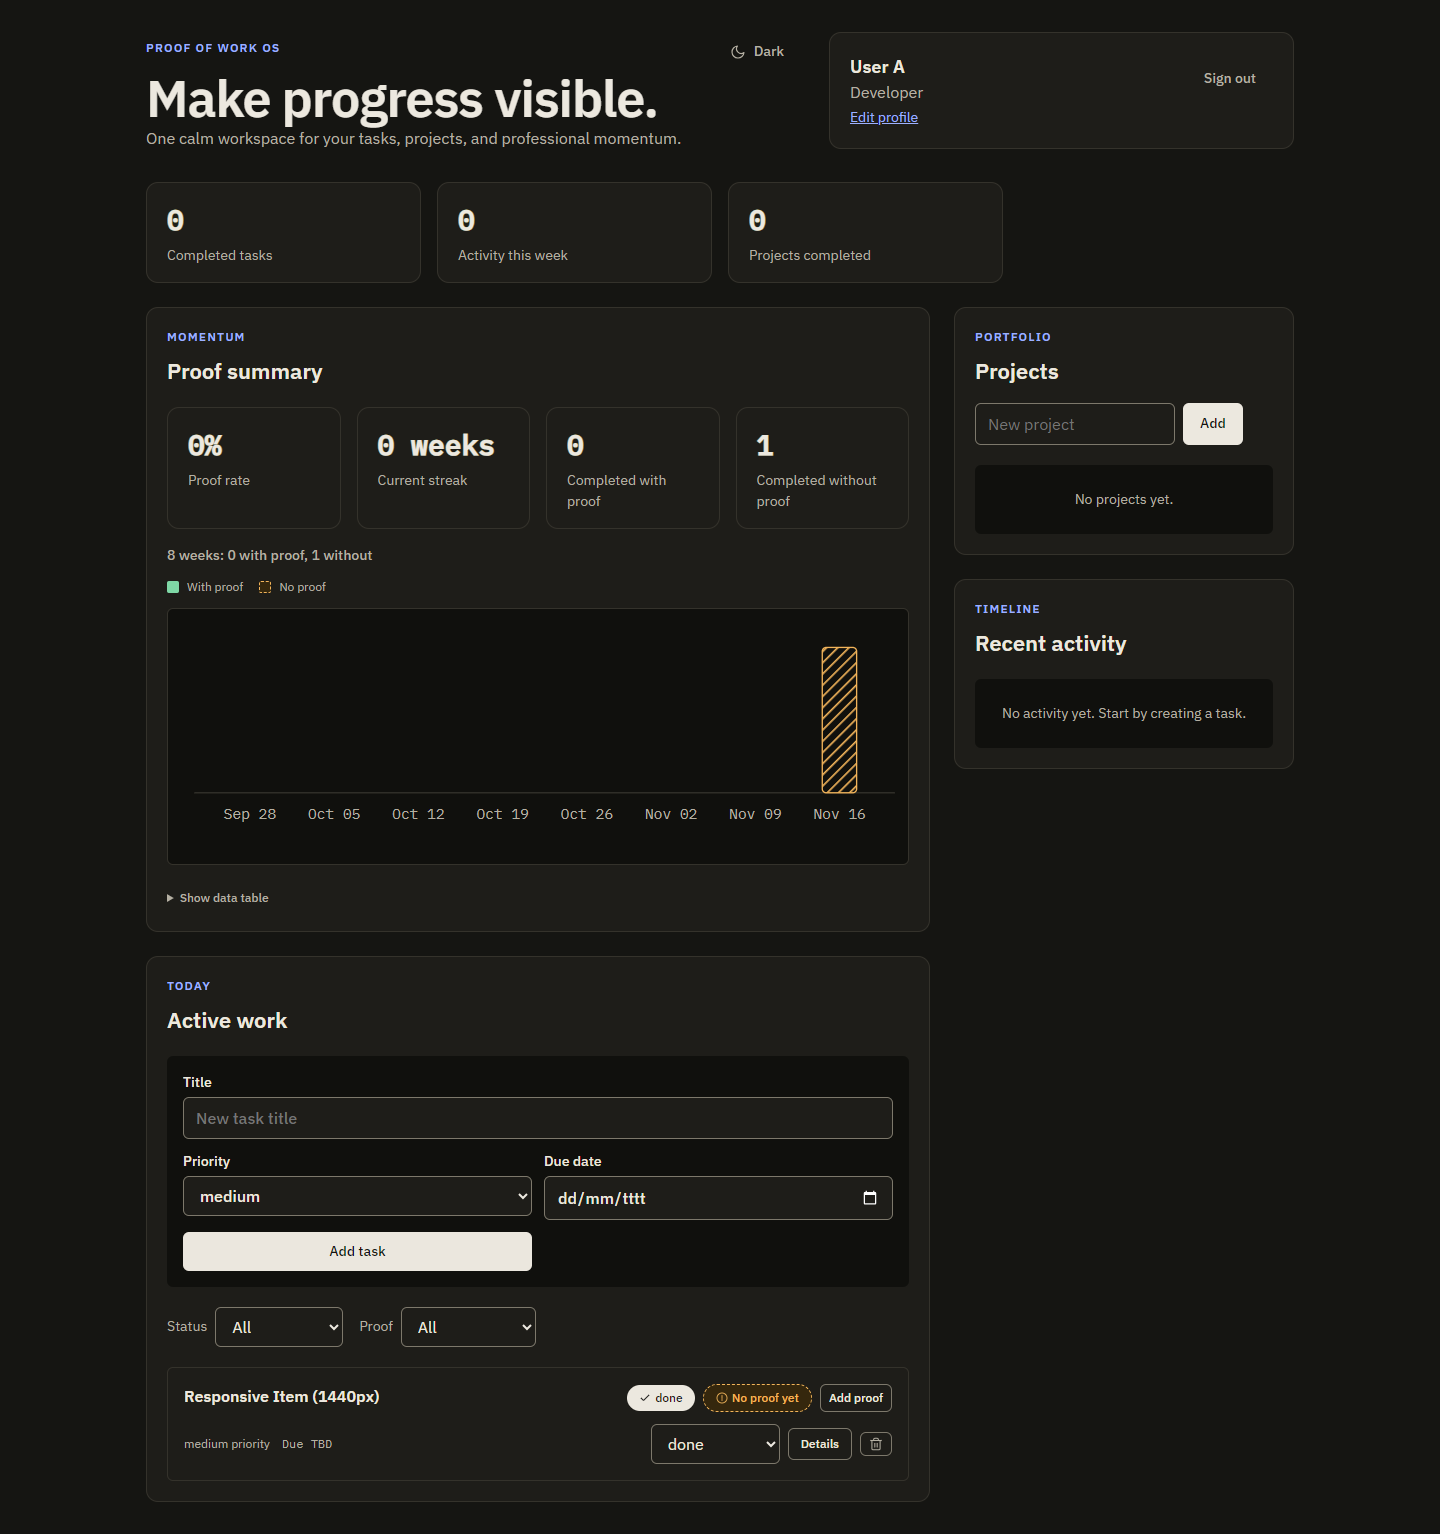 PROOF OF WORK OS
Make progress visible.
One calm workspace for your tasks, projects, and professional momentum.
Dark
User A
Developer
Edit profile
Sign out
0
Completed tasks
0
Activity this week
0
Projects completed
MOMENTUM
Proof summary
0%
Proof rate
0 weeks
Current streak
0
Completed with
proof
1
Completed without
proof
8 weeks: 0 with proof, 1 without
With proof
No proof
Sep 28
Oct 05
Oct 12
Oct 19
Oct 26
Nov 02
Nov 09
Nov 16
Show data table
PORTFOLIO
Projects
New project
Add
No projects yet.
TIMELINE
Recent activity
No activity yet. Start by creating a task.
TODAY
Active work
Title
New task title
Priority
Due date
medium
dd/mm/tttt
Add task
Status
All
Proof
All
Responsive Item (1440px)
done
No proof yet
Add proof
medium priority
Due TBD
done
Details